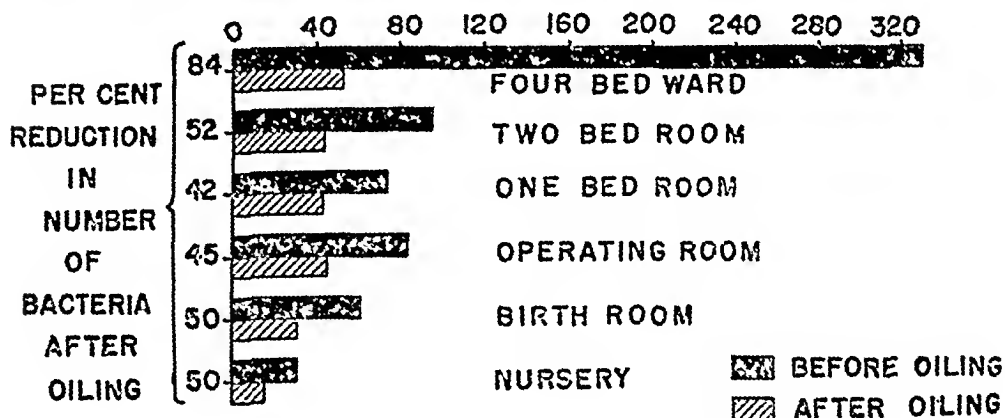 0 40 80 120 160 200 240 280 320
PER CENT
REDUCTION
IN
NUMBER
OF
BACTERIA
AFTER
OILING
84 FOUR BED WARD
52 TWO BED ROOM
42 ONE BED ROOM
45 OPERATING ROOM
50 BIRTH ROOM
50 NURSERY
BEFORE OILING
AFTER OILING